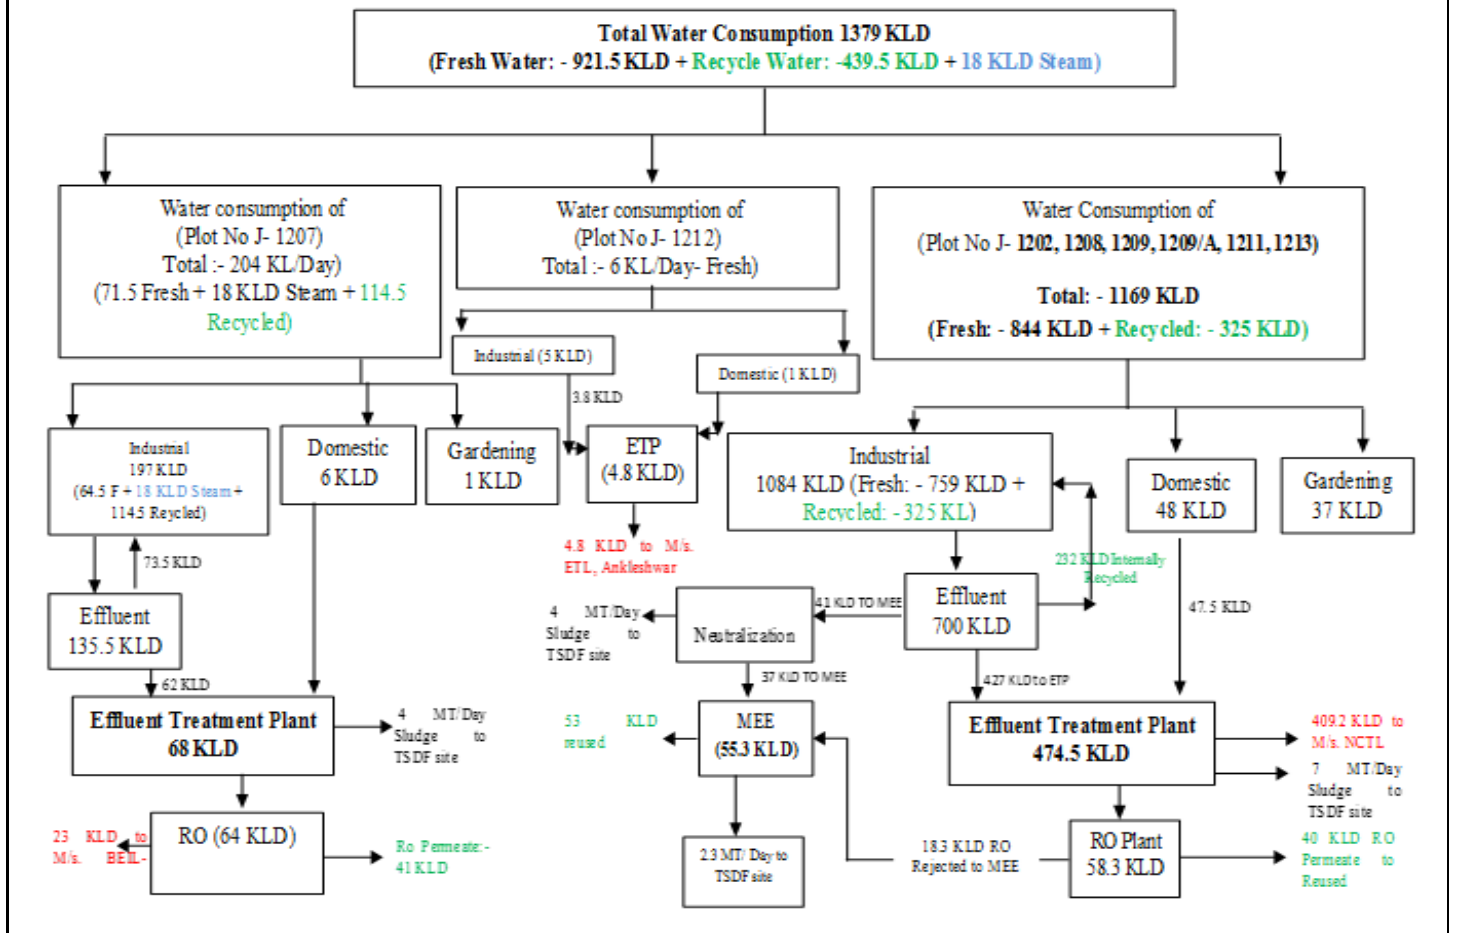 Total Water Consumption 1379 KLD
(Fresh Water: - 921.5 KLD + Recycle Water: -439.5 KLD + 18 KLD Steam)
Water consumption of
(Plot No J- 1207)
Total :- 204 KL/Day)
(71.5 Fresh + 18 KLD Steam + 114.5
Recycled)
Water consumption of
(Plot No J- 1212)
Total :- 6 KL/Day- Fresh)
Water Consumption of
(Plot No J- 1202, 1208, 1209, 1209/A, 1211, 1213)
Total: - 1169 KLD
(Fresh: - 844 KLD + Recycled: - 325 KLD)
Industrial (5 KLD)
Domestic (1 KLD)
3.8 KLD
Industrial
197 KLD
(64.5 F + 18 KLD Steam +
114.5 Reycled)
Domestic
6 KLD
Gardening
1 KLD
ETP
(4.8 KLD)
Industrial
1084 KLD (Fresh: - 759 KLD +
Recycled: - 325 KL)
Domestic
48 KLD
Gardening
37 KLD
73.5 KLD
4.8 KLD to M/s.
ETL, Ankleshwar
232 KLD Internally
Recycled
Effluent
135.5 KLD
4 MT/Day
Sludge to
TSDF site
Neutralization
41 KLD TO MEE
Effluent
700 KLD
47.5 KLD
62 KLD
37 KLD TO MEE
427 KLD to ETP
Effluent Treatment Plant
68 KLD
4 MT/Day
Sludge to
TSDF site
53 KLD
reused
MEE
(55.3 KLD)
Effluent Treatment Plant
474.5 KLD
409.2 KLD to
M/s. NCTL
7 MT/Day
Sludge to
TSDF site
23 KLD to
M/s. BEIL-
RO (64 KLD)
Ro Permeate:-
41 KLD
2.3 MT/ Day to
TSDF site
18.3 KLD RO
Rejected to MEE
RO Plant
58.3 KLD
40 KLD RO
Permeate to
Reused